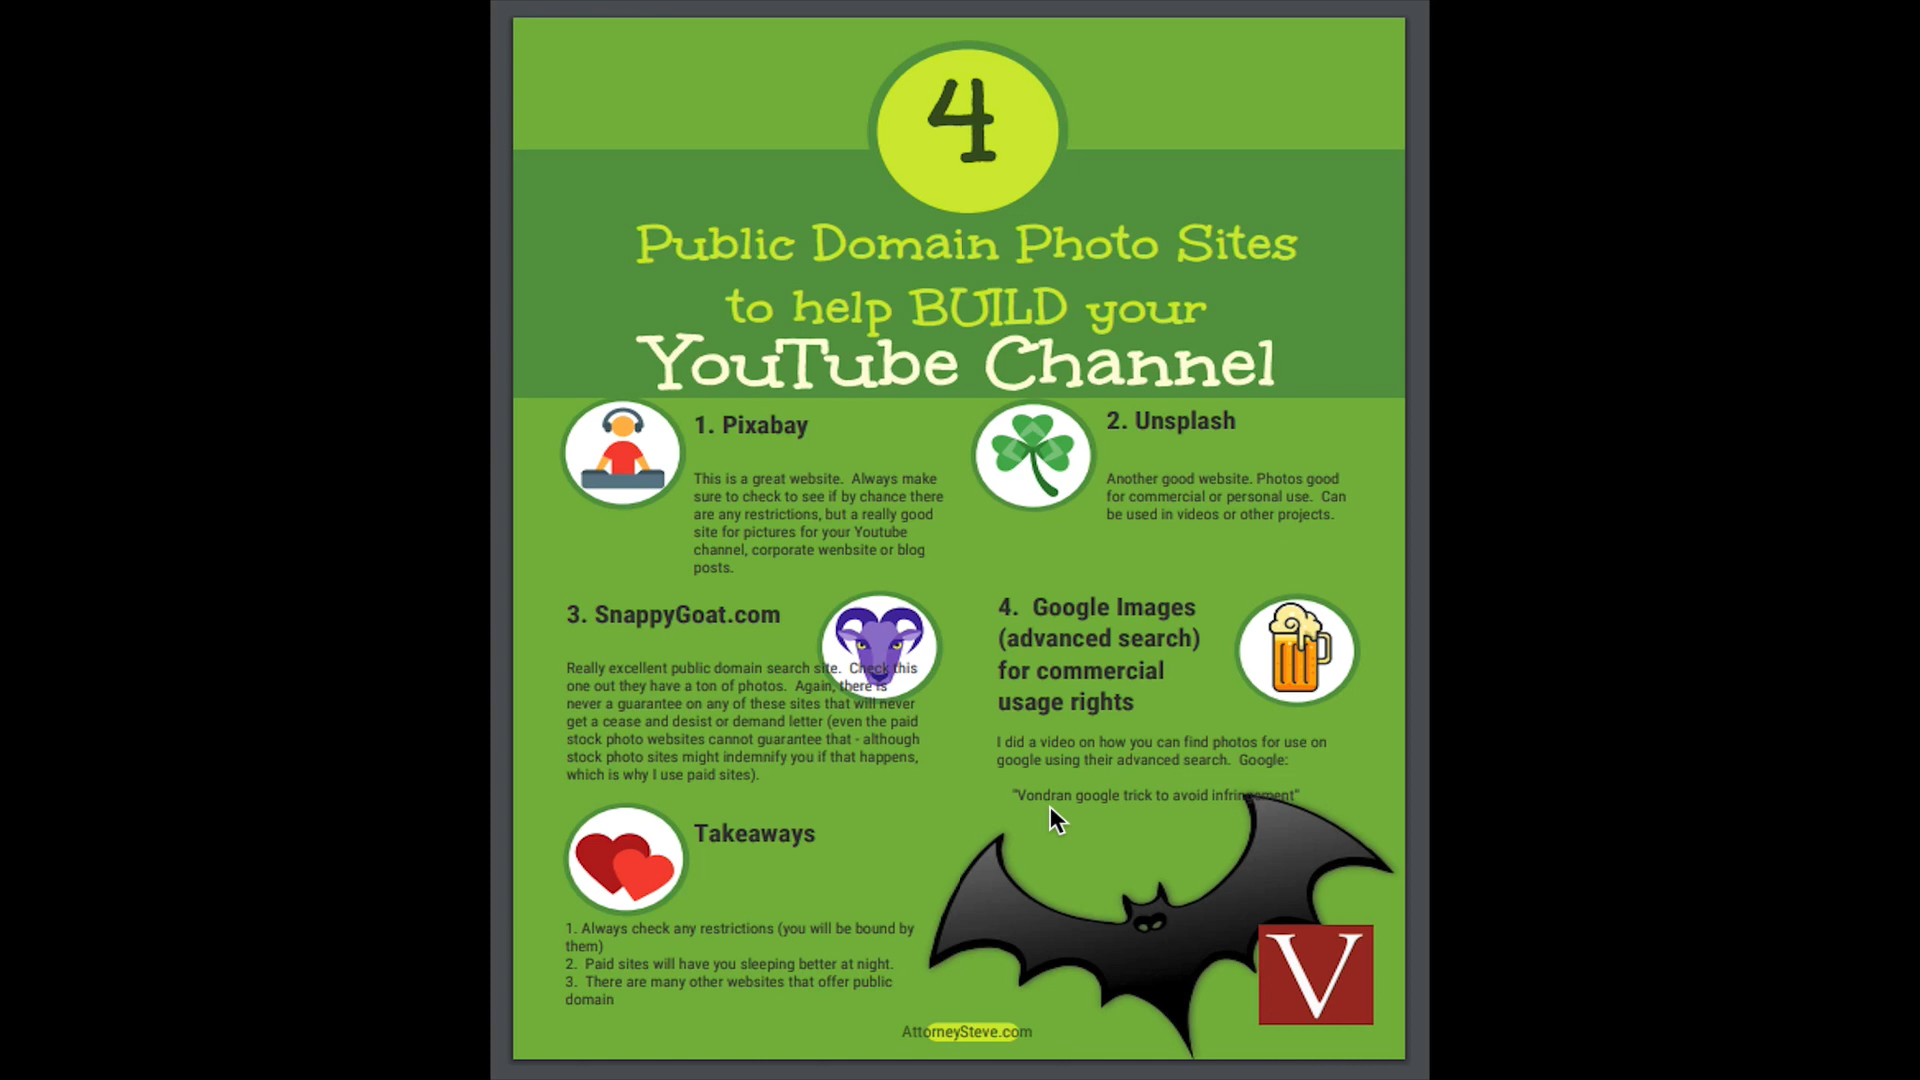 4
Public Domain Photo Sites
to help BUILD your
YouTube Channel
1. Pixabay
This is a great website.  Always make
sure to check to see if by chance there
are any restrictions, but a really good
site for pictures for your Youtube
channel, corporate wenbsite or blog
posts.
2. Unsplash
Another good website. Photos good
for commercial or personal use.  Can
be used in videos or other projects.
3. SnappyGoat.com
Really excellent public domain search site.  Check this
one out they have a ton of photos.  Again, there is
never a guarantee on any of these sites that will never
get a cease and desist or demand letter (even the paid
stock photo websites cannot guarantee that - although
stock photo sites might indemnify you if that happens,
which is why I use paid sites).
4.  Google Images
(advanced search)
for commercial
usage rights
I did a video on how you can find photos for use on
google using their advanced search.  Google:
"Vondran google trick to avoid infringement"
Takeaways
1. Always check any restrictions (you will be bound by
them)
2.  Paid sites will have you sleeping better at night.
3.  There are many other websites that offer public
domain
V
AttorneySteve.com